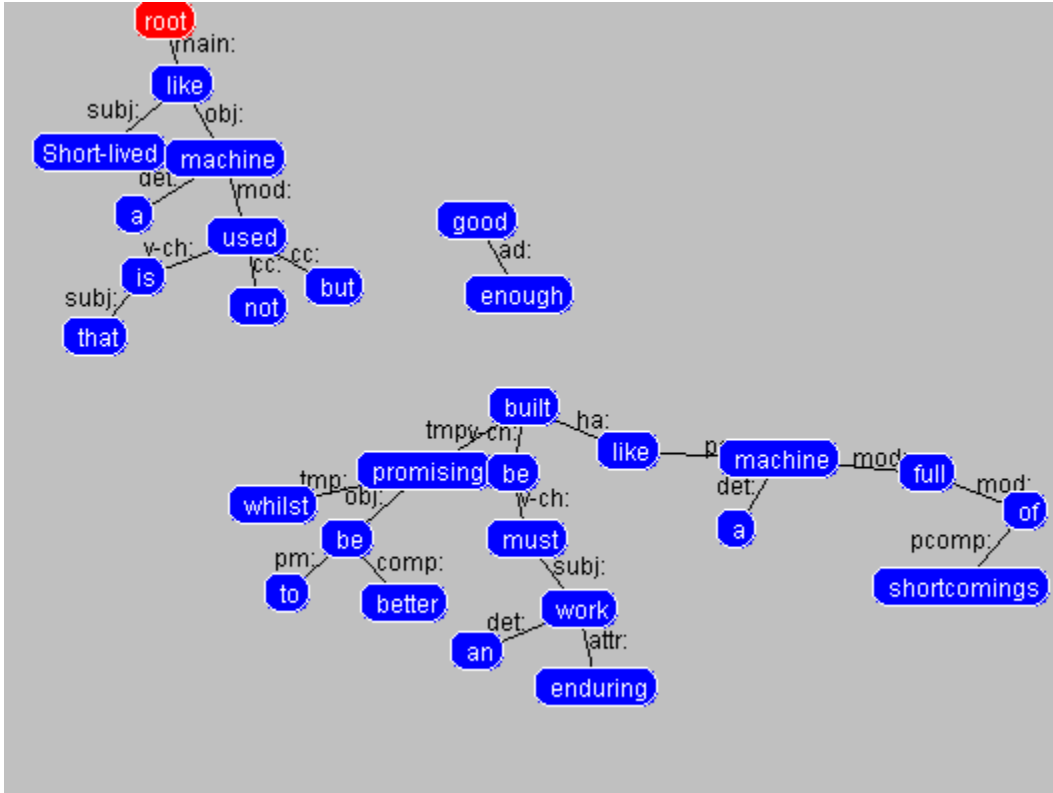 root
main:
like
subj: obj:
Short-lived machine
det: mod:
a used
v-ch: cc: cc:
is not but
subj:
that
good
ad:
enough
built
tmp: v-ch: ha:
promising be like
p: machine mod: full
tmp: obj: v-ch: det: mod:
whilst be must a of
pm: comp: subj: pcomp:
to better work shortcomings
det: attr:
an enduring